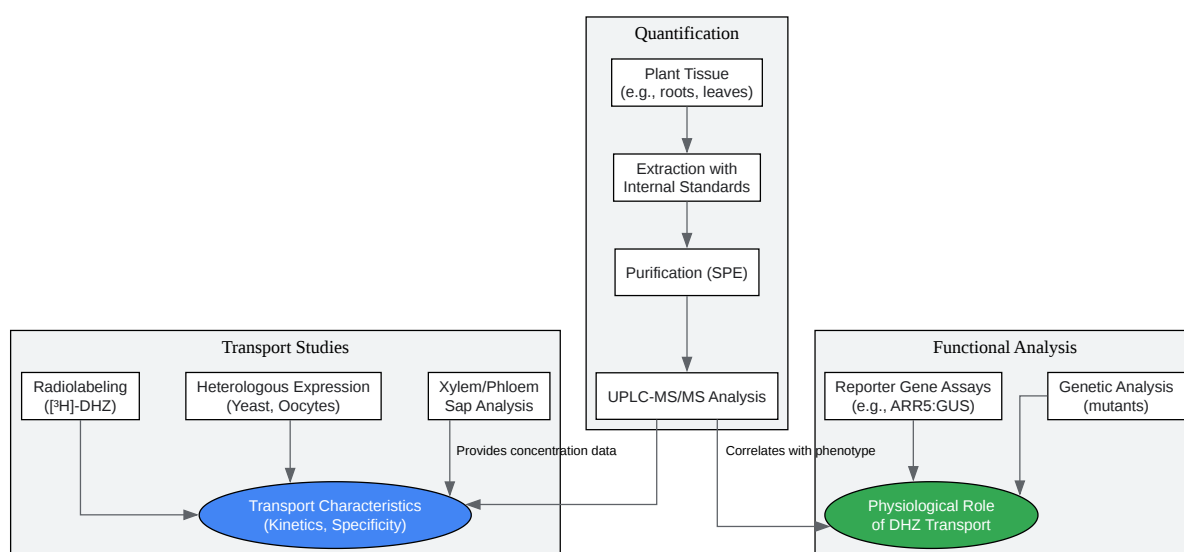 Quantification
Plant Tissue
(e.g., roots, leaves)
Extraction with
Internal Standards
Purification (SPE)
UPLC-MS/MS Analysis
Transport Studies
Radiolabeling
([³H]-DHZ)
Heterologous Expression
(Yeast, Oocytes)
Xylem/Phloem
Sap Analysis
Provides concentration data
Transport Characteristics
(Kinetics, Specificity)
Functional Analysis
Reporter Gene Assays
(e.g., ARR5:GUS)
Genetic Analysis
(mutants)
Correlates with phenotype
Physiological Role
of DHZ Transport